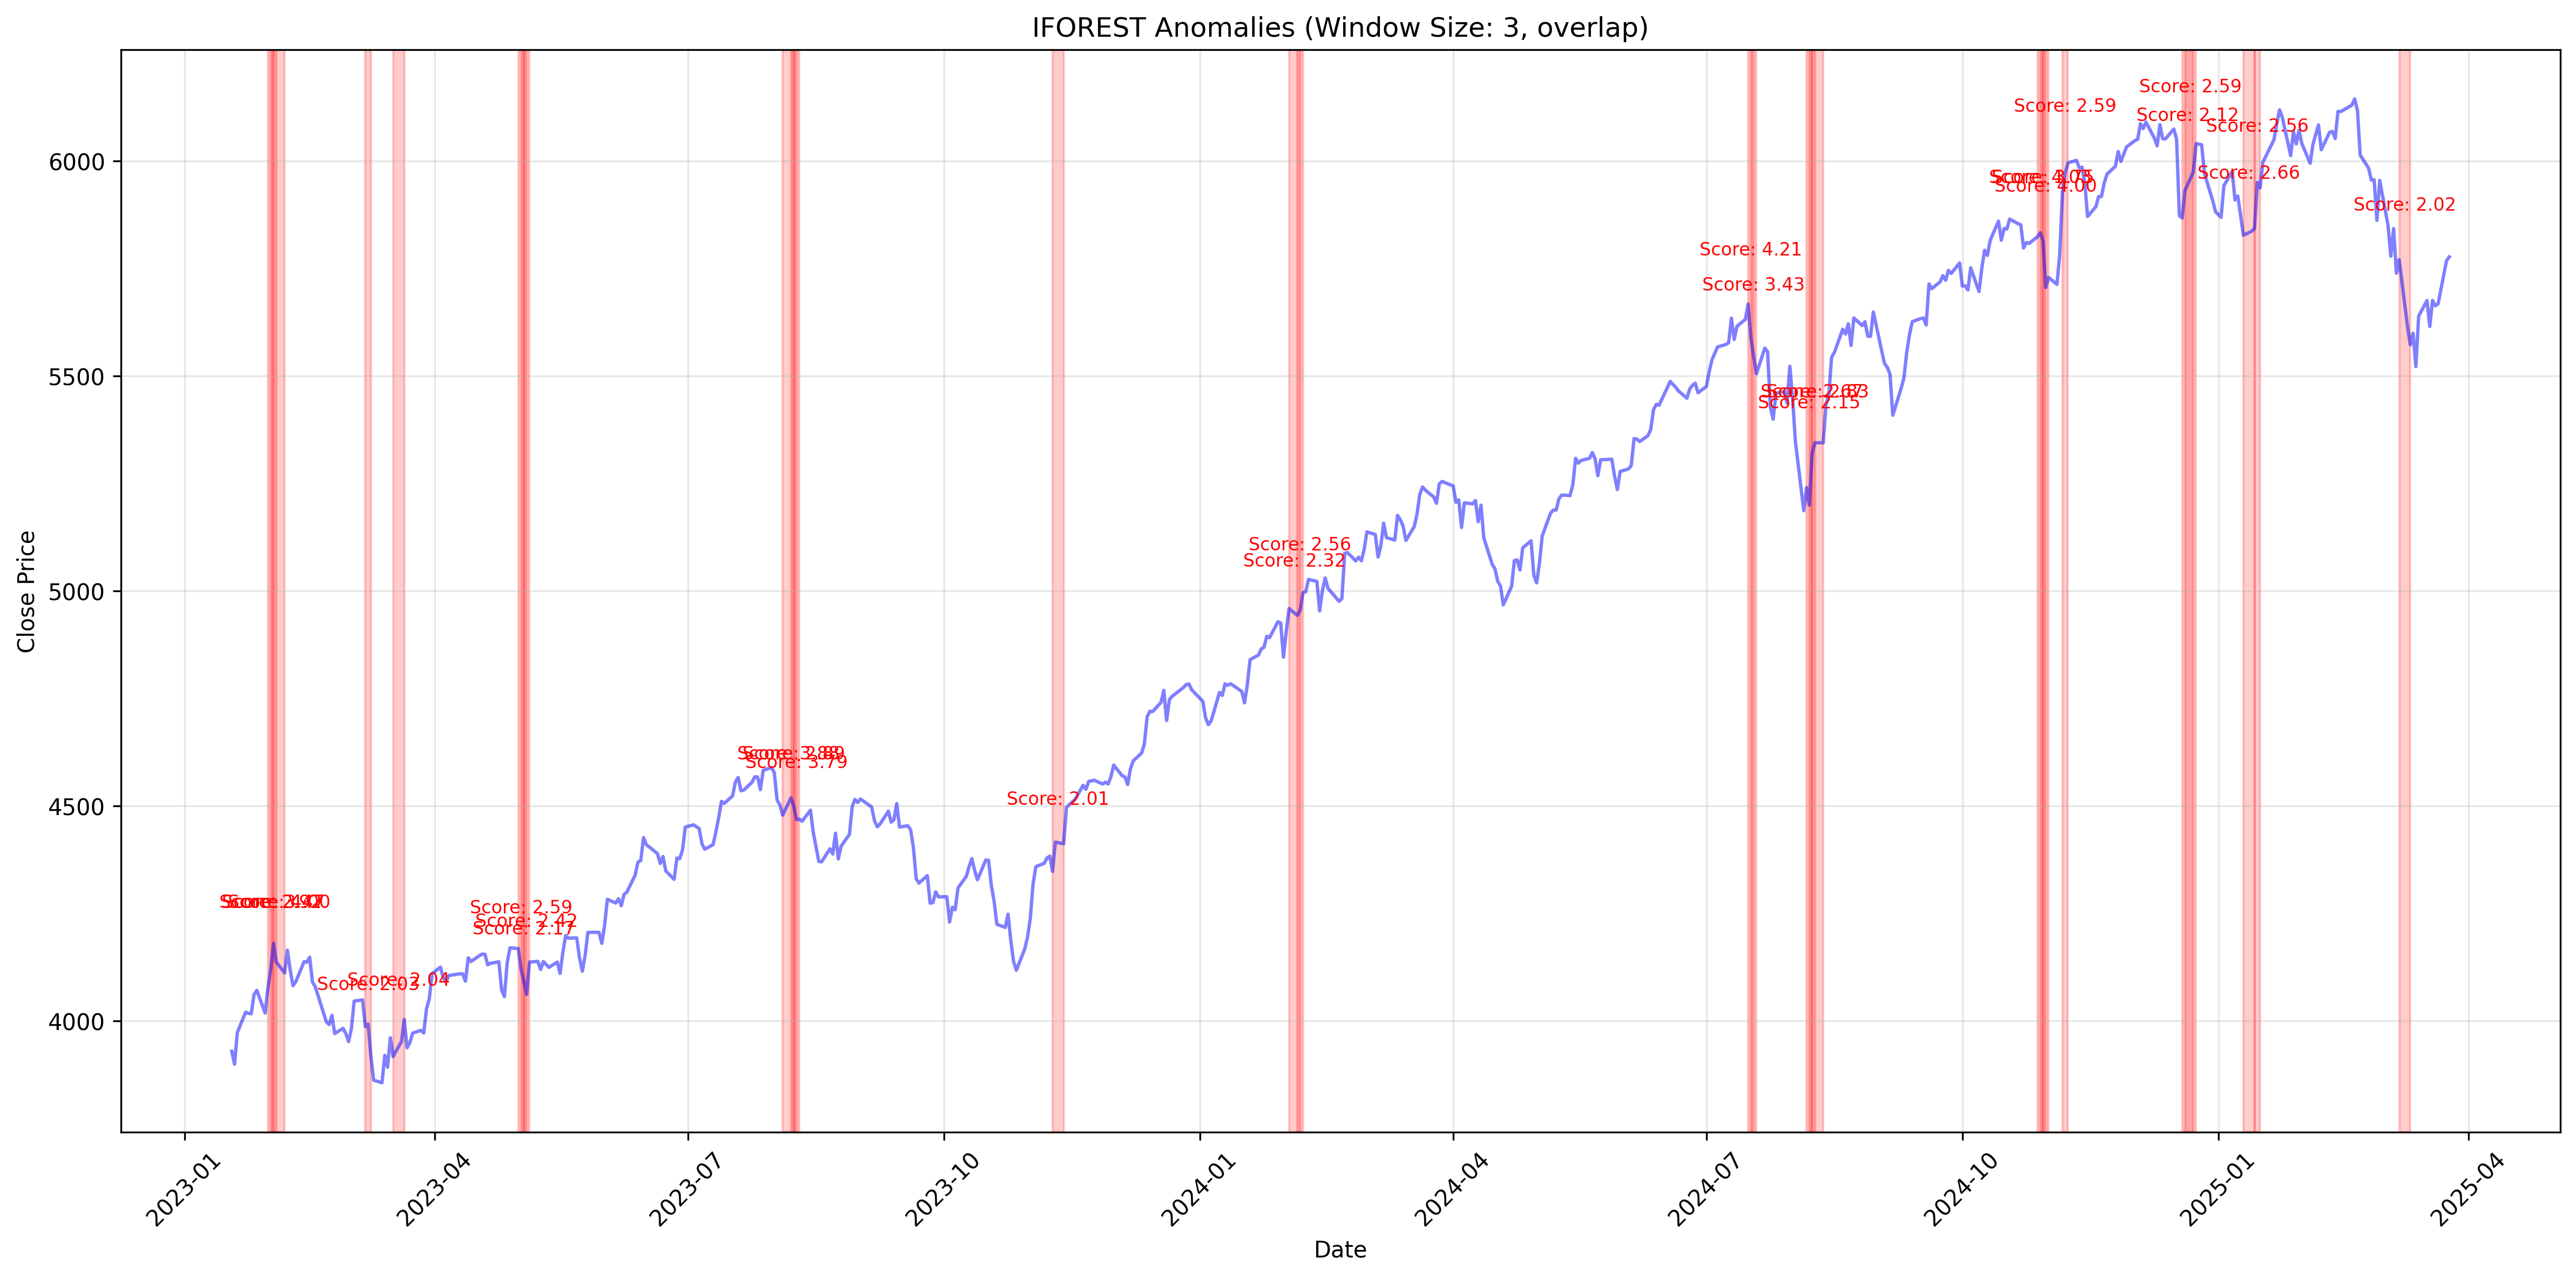 IFOREST Anomalies (Window Size: 3, overlap)
Close Price
6000
5500
5000
4500
4000
Score: 2.59
Score: 2.59
Score: 2.12
Score: 2.56
Score: 2.66
Score: 4.00
Score: 2.02
Score: 4.21
Score: 3.43
Score: 2.15
Score: 2.56
Score: 2.32
Score: 3.79
Score: 2.01
Score: 2.59
Score: 2.42
Score: 2.17
Score: 2.03
Score: 2.04
2023-01
2023-04
2023-07
2023-10
2024-01
2024-04
2024-07
2024-10
2025-01
2025-04
Date